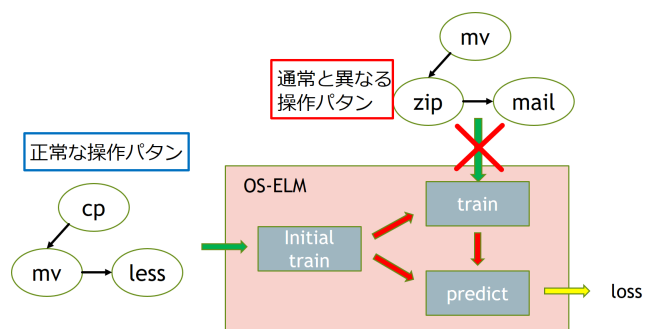 mv
通常と異なる
操作パタン
zip
mail
正常な操作パタン
OS-ELM
cp
train
Initial
train
mv
less
predict
loss